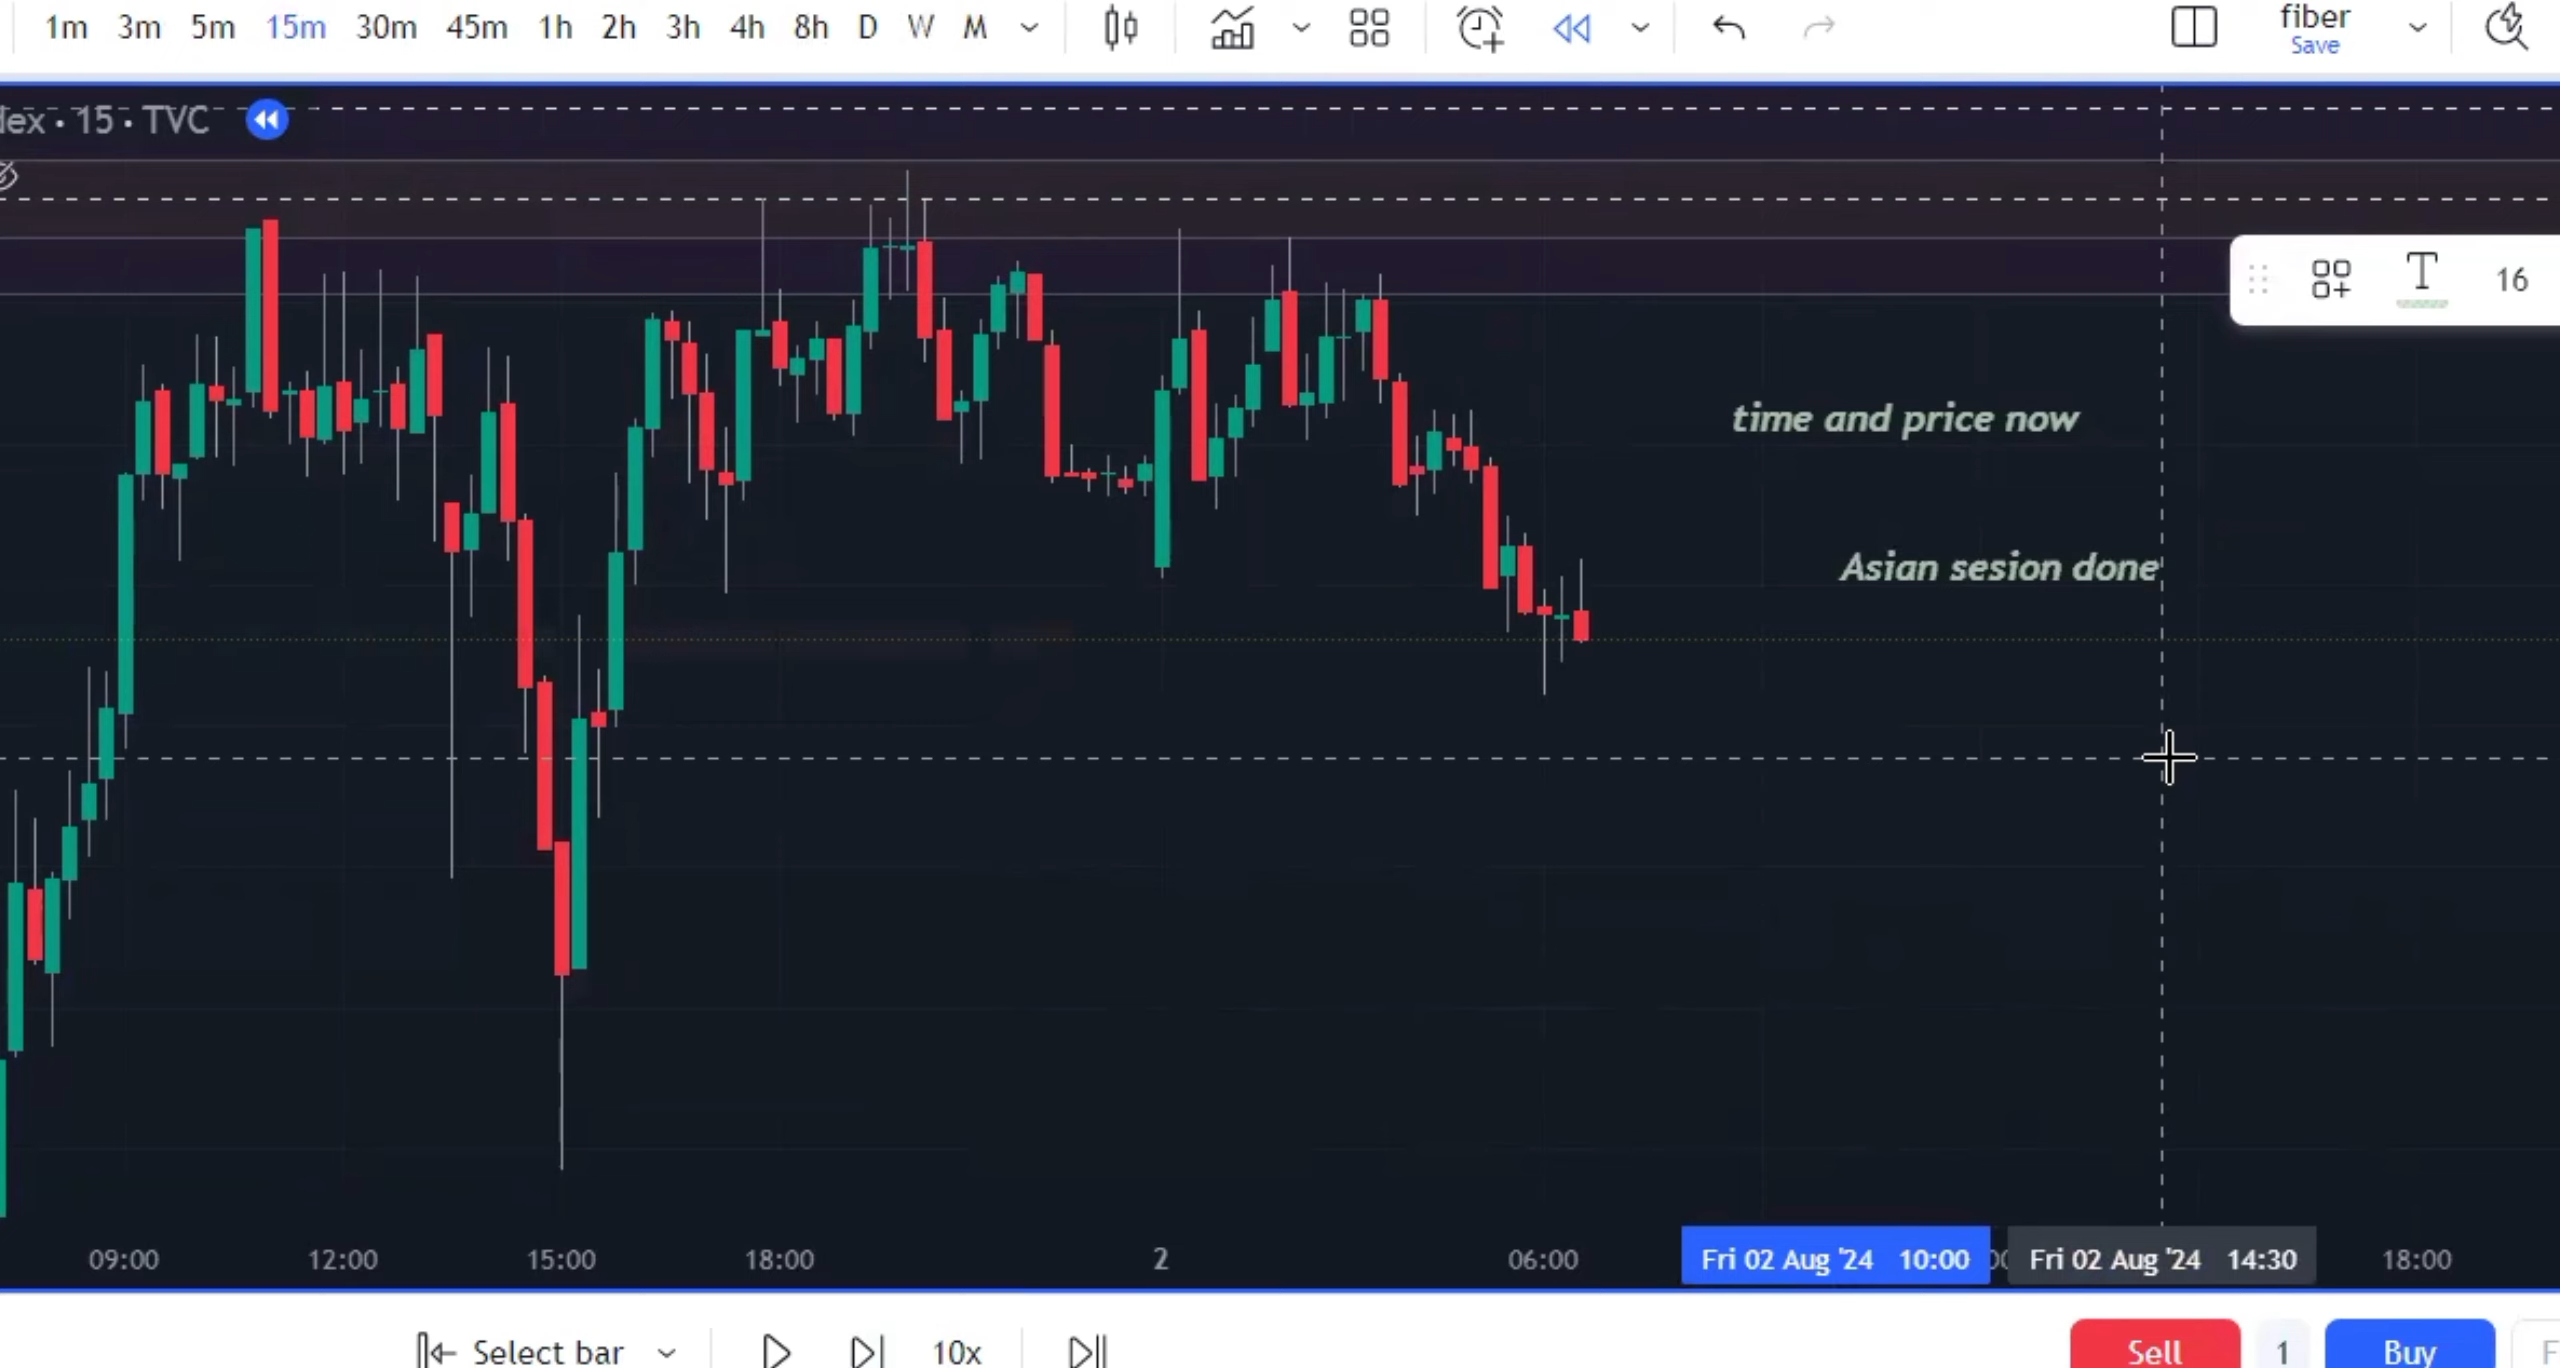 1m 3m 5m 15m 30m 45m 1h 2h 3h 4h 8h D W M fiber
Save
dex · 15 · TVC
T 16
time and price now
Asian sesion done
09:00 12:00 15:00 18:00 2 06:00 Fri 02 Aug '24 10:00 Fri 02 Aug '24 14:30 18:00
Select bar 10x Sell 1 Buy